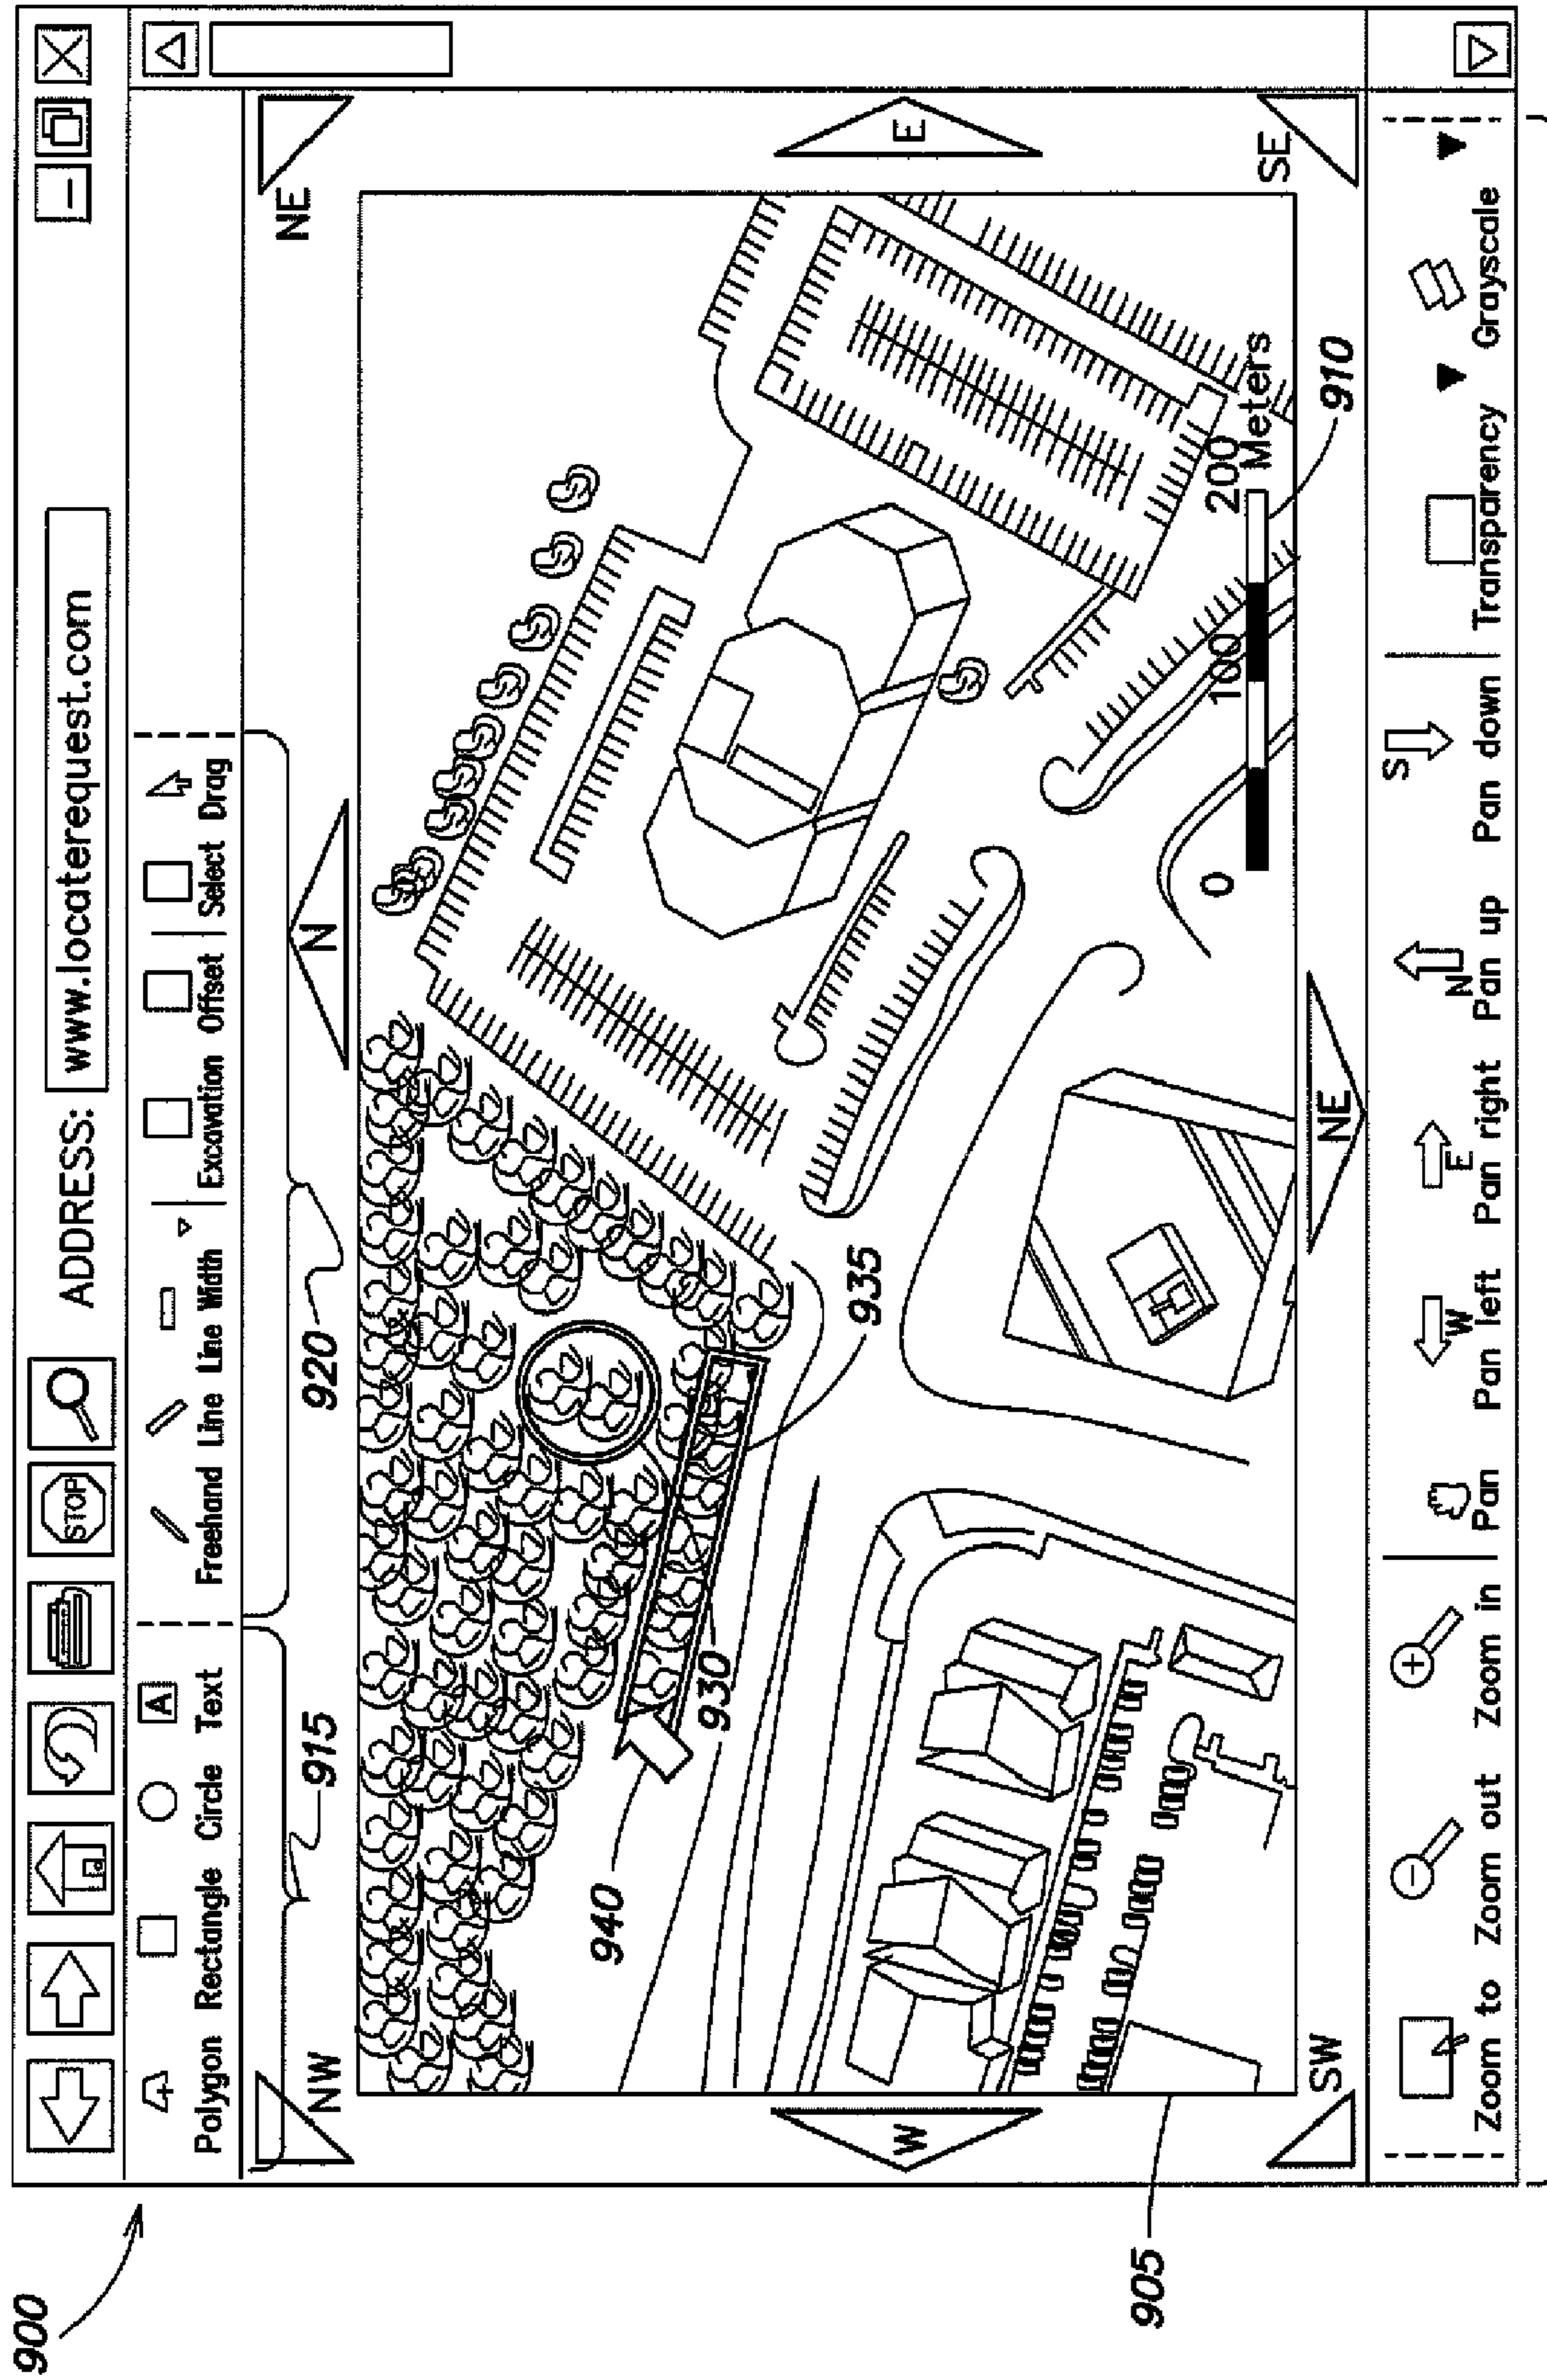 900
ADDRESS: www.locaterequest.com
STOP
A
Polygon Rectangle Circle Text Freehand Line Line Width Excavation Offset Select Drag
915
920
NW
N
NE
W
E
940
930
935
0 100 200
Meters
910
905
SW
NE
SE
W E N S
Zoom to Zoom out Zoom in Pan Pan left Pan right Pan up Pan down Transparency Grayscale